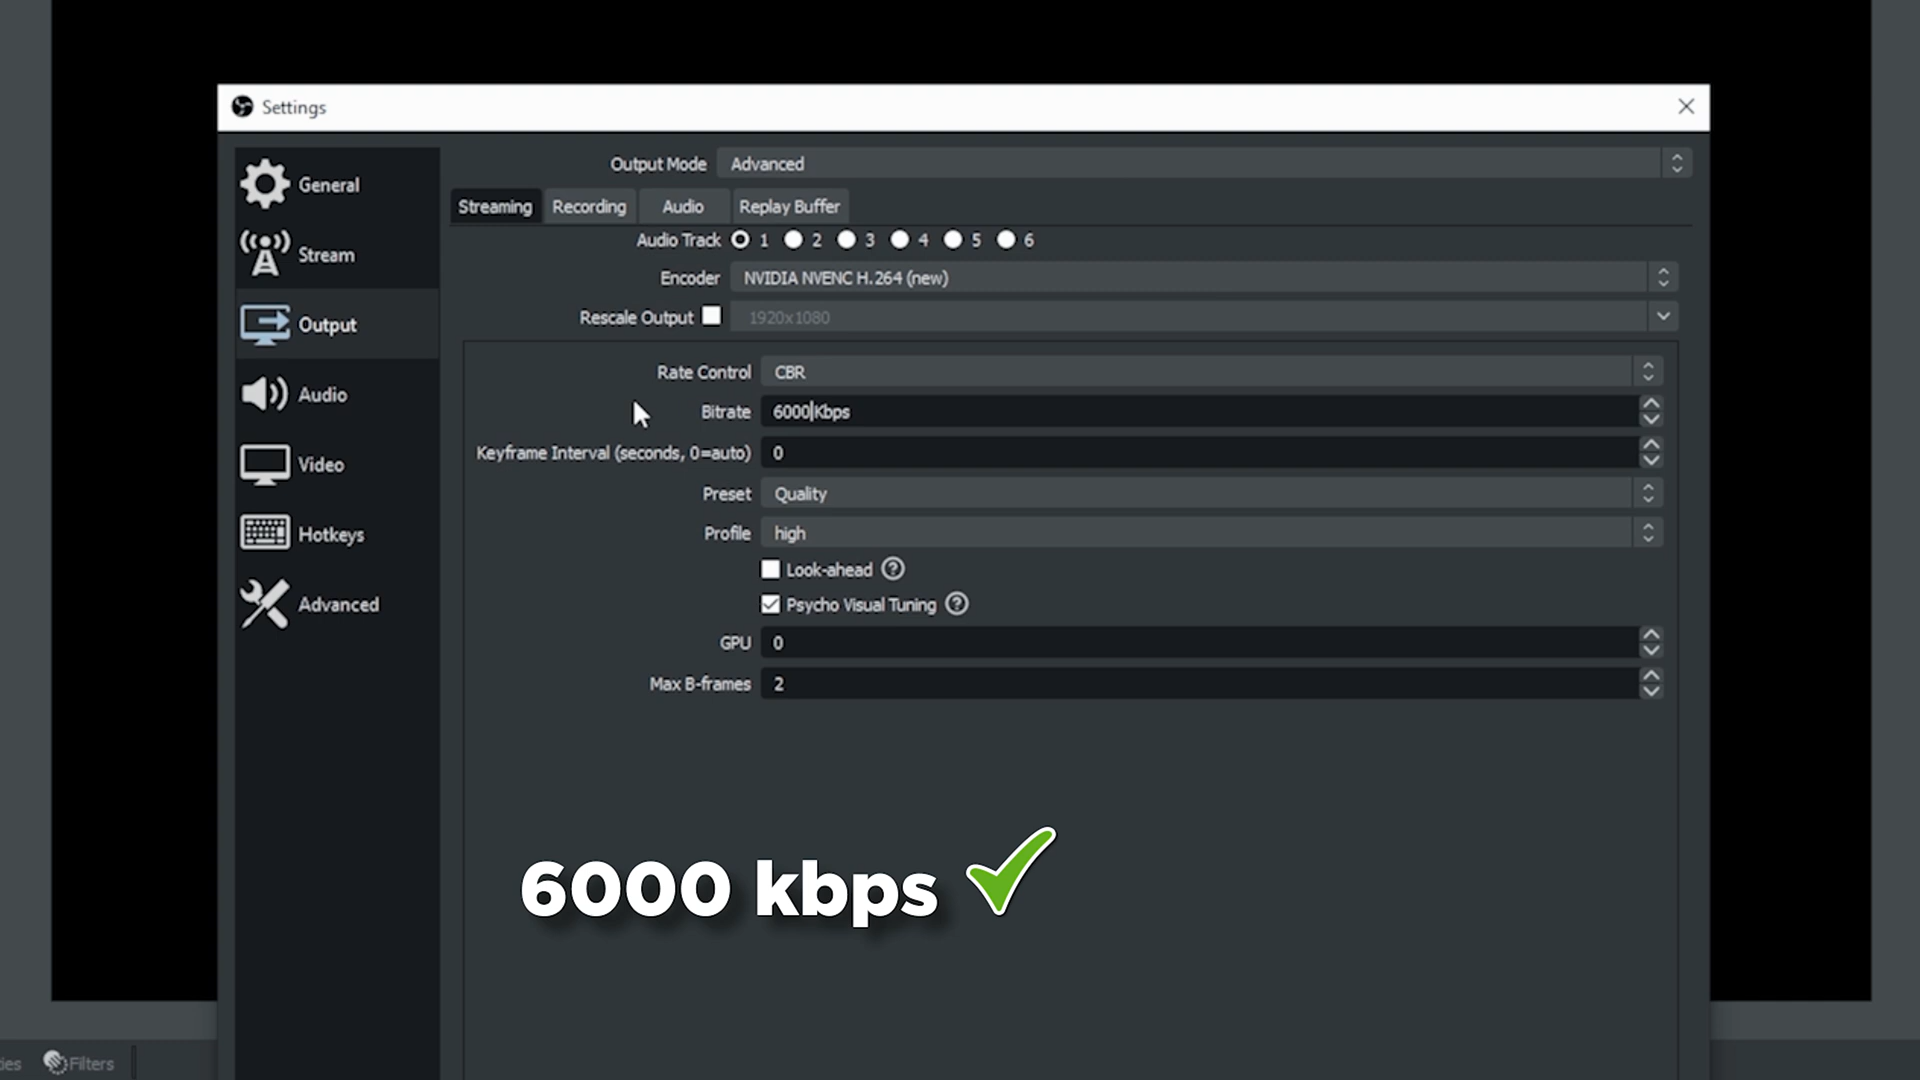 Settings
General
Stream
Output
Audio
Video
Hotkeys
Advanced
Output Mode Advanced
Streaming Recording Audio Replay Buffer
Audio Track 1 2 3 4 5 6
Encoder NVIDIA NVENC H.264 (new)
Rescale Output 1920x1080
Rate Control CBR
Bitrate 6000 Kbps
Keyframe Interval (seconds, 0=auto) 0
Preset Quality
Profile high
Look-ahead ?
Psycho Visual Tuning ?
GPU 0
Max B-frames 2
6000 kbps
Filters